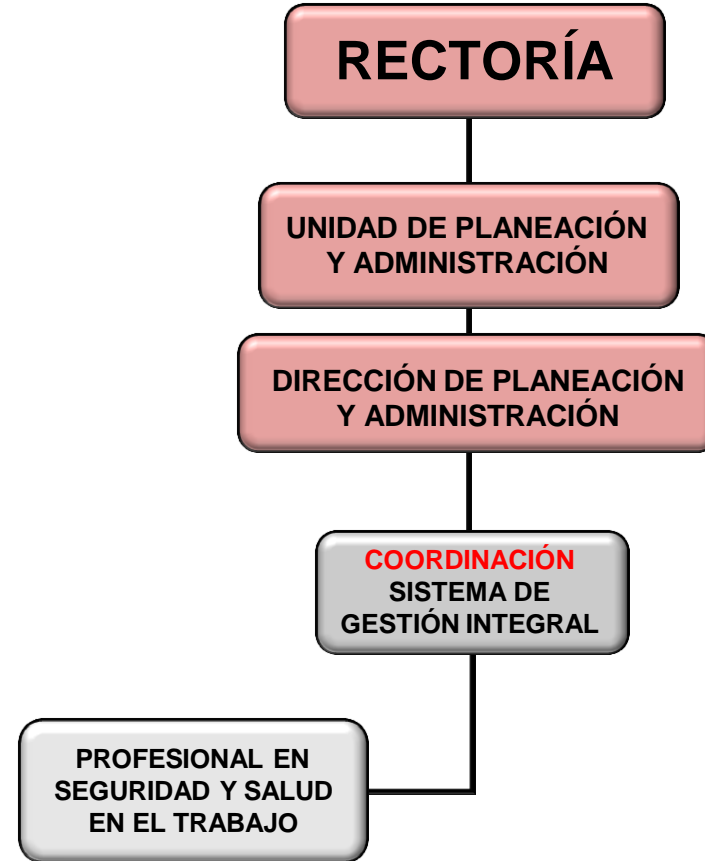 RECTORÍA
UNIDAD DE PLANEACIÓN
Y ADMINISTRACIÓN
DIRECCIÓN DE PLANEACIÓN
Y ADMINISTRACIÓN
COORDINACIÓN
SISTEMA DE
GESTIÓN INTEGRAL
PROFESIONAL EN
SEGURIDAD Y SALUD
EN EL TRABAJO